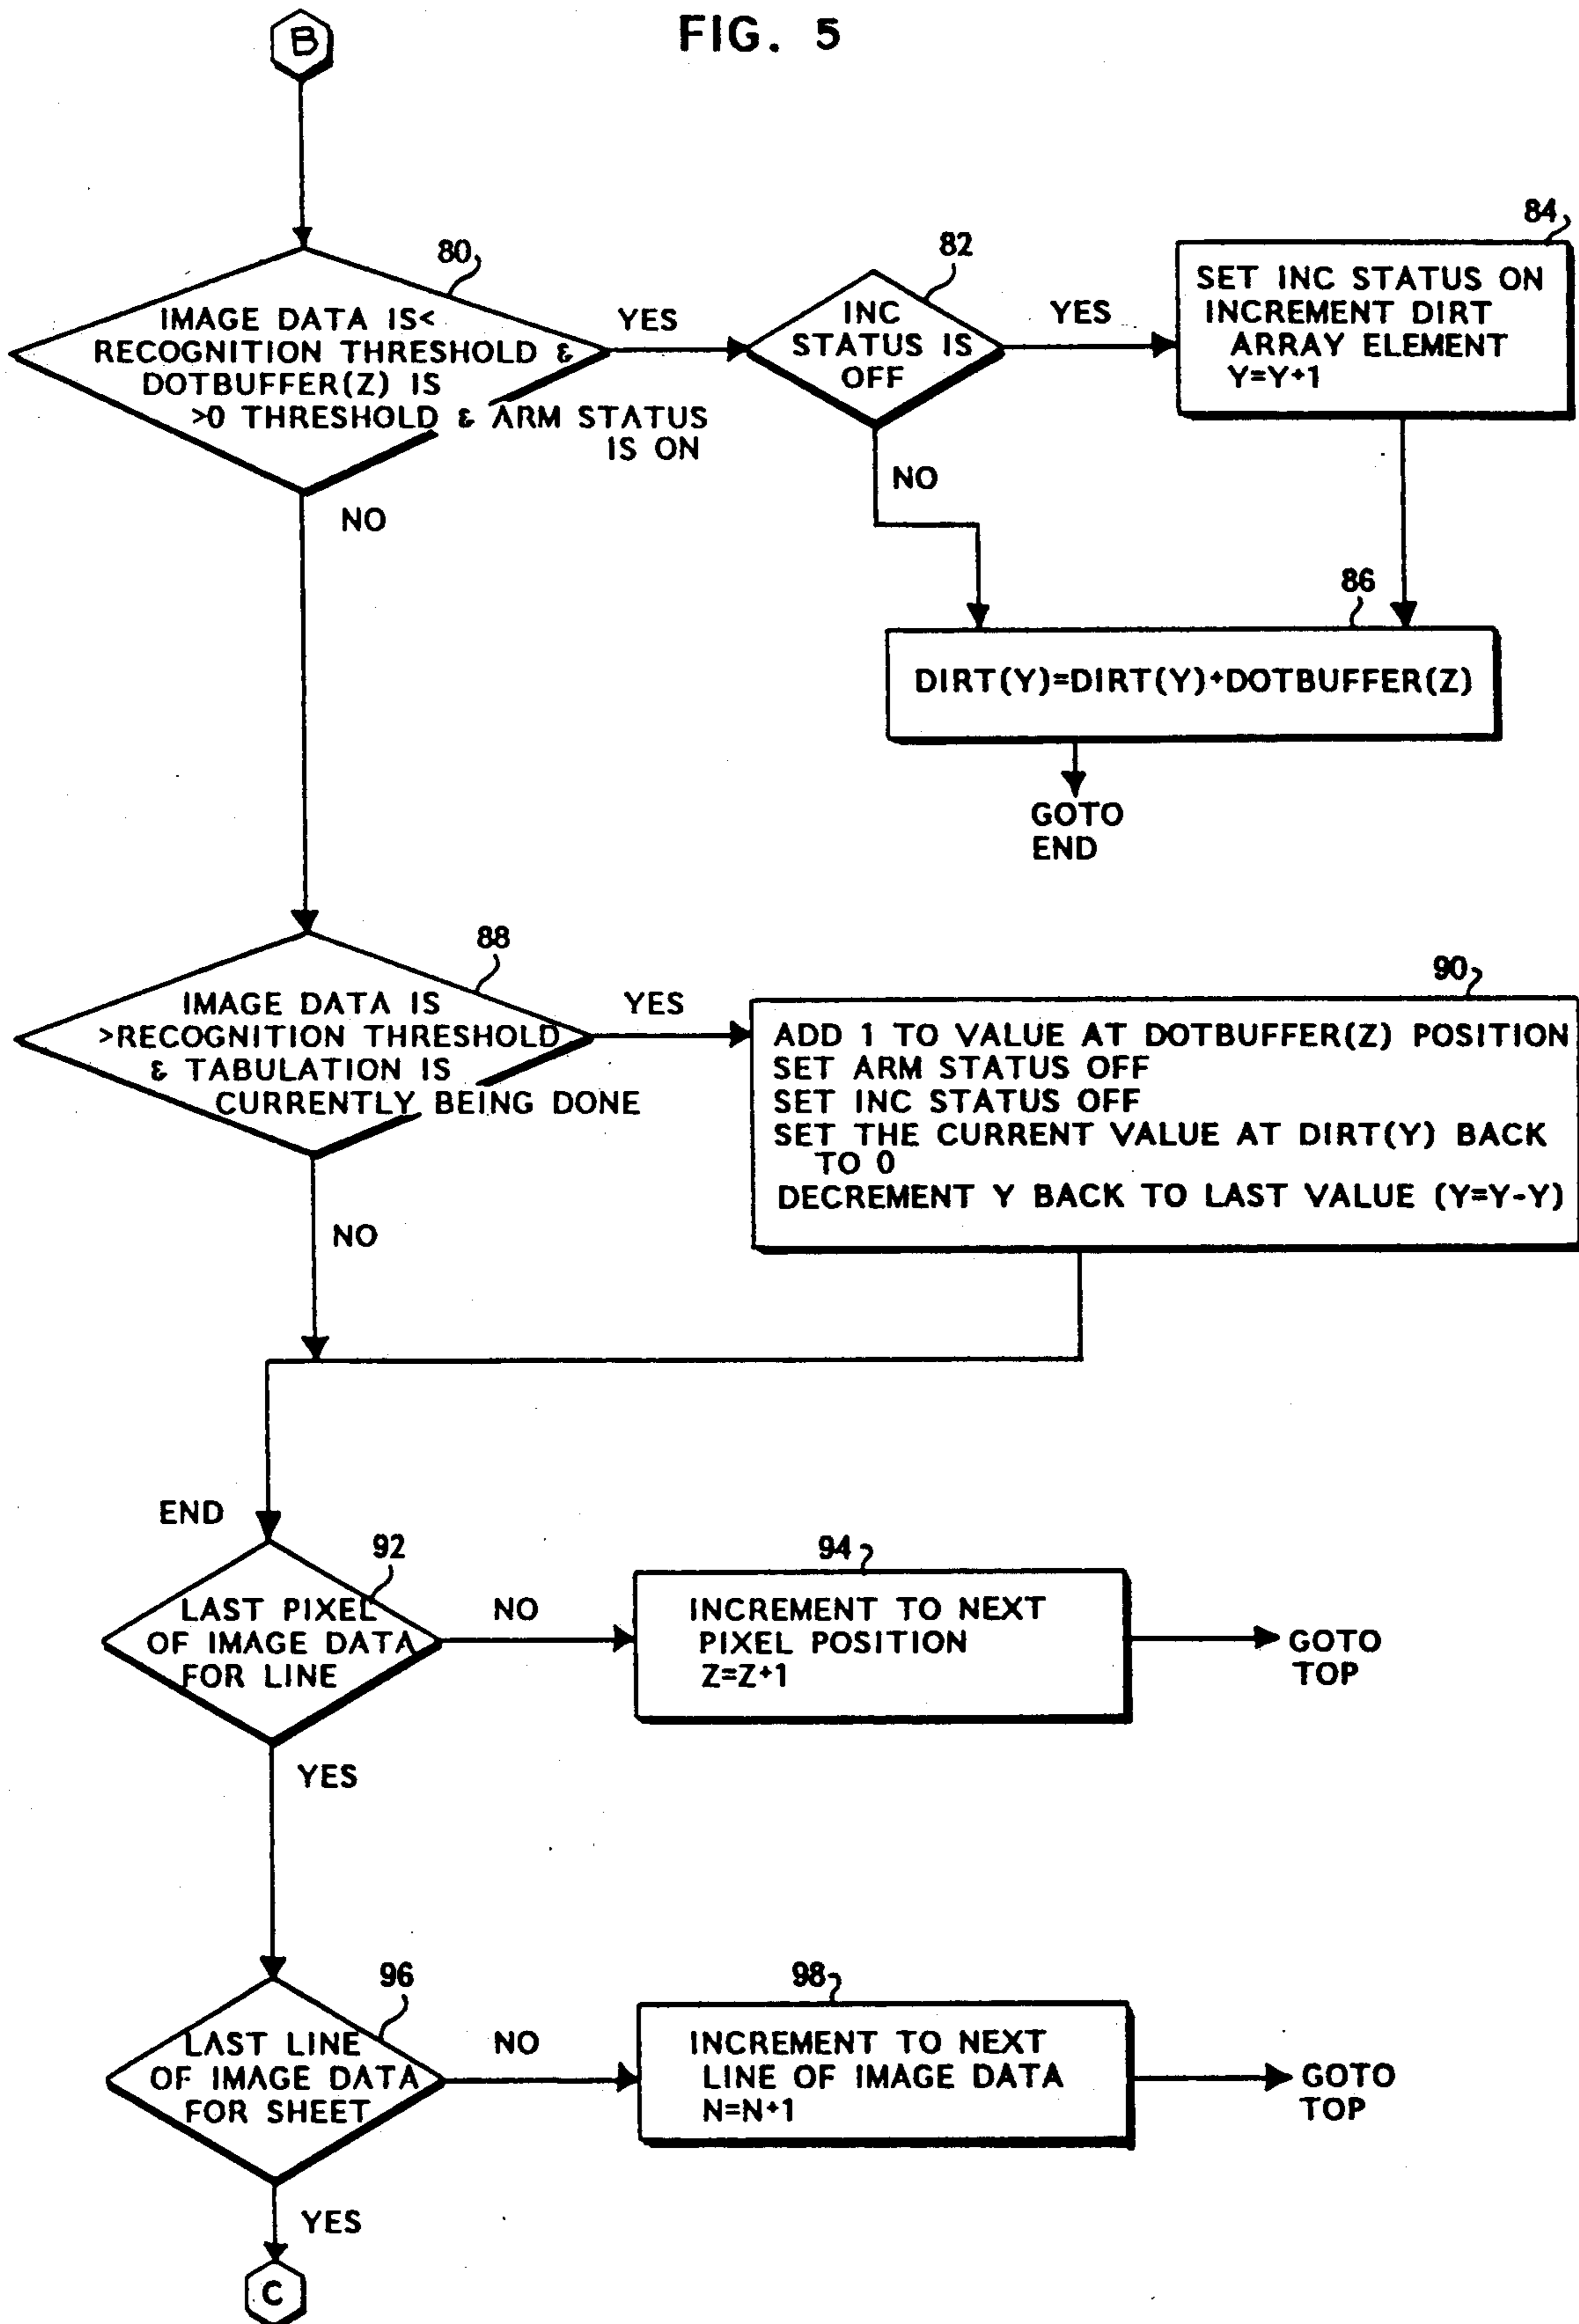 FIG. 5
B
80
IMAGE DATA IS<
RECOGNITION THRESHOLD &
DOTBUFFER(Z) IS
>0 THRESHOLD & ARM STATUS
IS ON
YES
NO
82
INC
STATUS IS
OFF
YES
NO
84
SET INC STATUS ON
INCREMENT DIRT
ARRAY ELEMENT
Y=Y+1
86
DIRT(Y)=DIRT(Y)+DOTBUFFER(Z)
GOTO
END
88
IMAGE DATA IS
>RECOGNITION THRESHOLD
& TABULATION IS
CURRENTLY BEING DONE
YES
NO
90
ADD 1 TO VALUE AT DOTBUFFER(Z) POSITION
SET ARM STATUS OFF
SET INC STATUS OFF
SET THE CURRENT VALUE AT DIRT(Y) BACK
TO 0
DECREMENT Y BACK TO LAST VALUE (Y=Y-Y)
END
92
LAST PIXEL
OF IMAGE DATA
FOR LINE
NO
YES
94
INCREMENT TO NEXT
PIXEL POSITION
Z=Z+1
GOTO
TOP
96
LAST LINE
OF IMAGE DATA
FOR SHEET
NO
YES
98
INCREMENT TO NEXT
LINE OF IMAGE DATA
N=N+1
GOTO
TOP
C